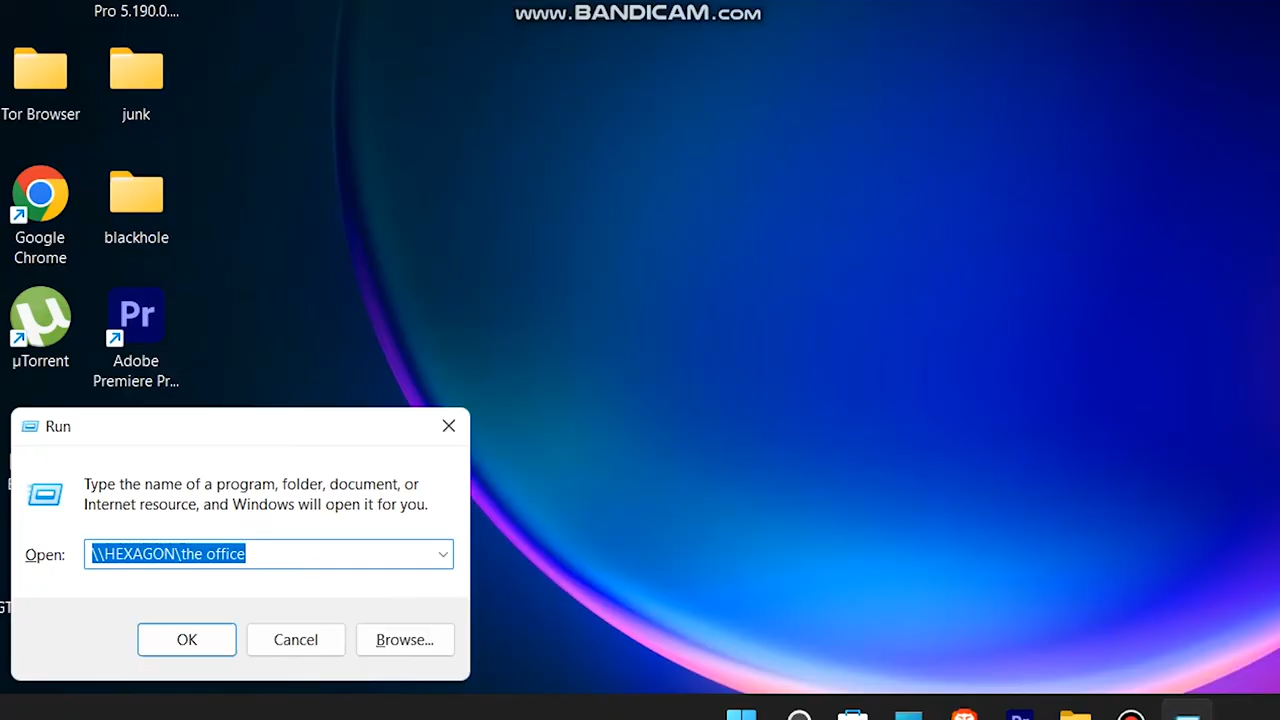 Pro 5.190.0....
www.BANDICAM.com
Tor Browser
junk
Google
Chrome
blackhole
µTorrent
Pr
Adobe
Premiere Pr...
Run
Type the name of a program, folder, document, or
Internet resource, and Windows will open it for you.
Open:
\\HEXAGON\the office
OK
Cancel
Browse...
Pr